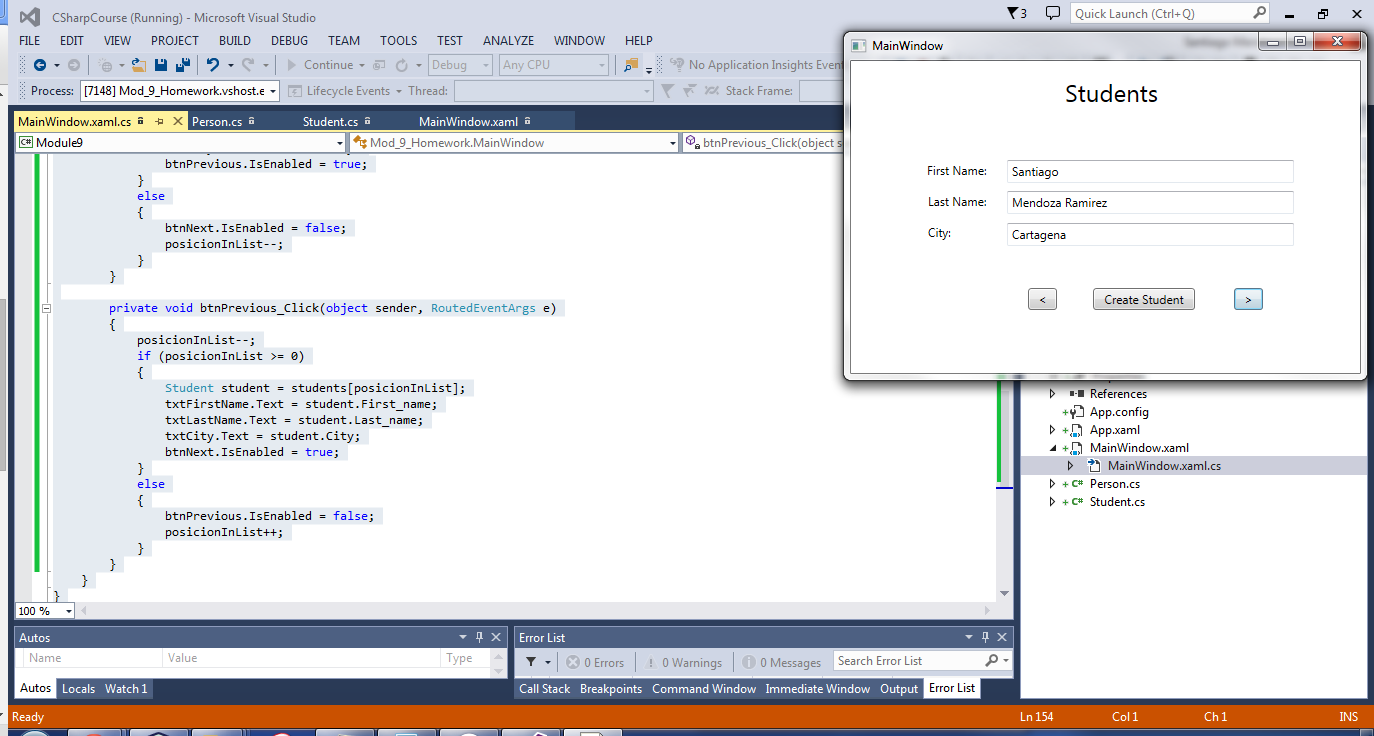 CSharpCourse (Running) - Microsoft Visual Studio
3
Quick Launch (Ctrl+Q)
FILE EDIT VIEW PROJECT BUILD DEBUG TEAM TOOLS TEST ANALYZE WINDOW HELP
Continue Debug Any CPU No Application Insights Even
Process: [7148] Mod_9_Homework.vshost.e Lifecycle Events Thread: Stack Frame:
MainWindow.xaml.cs Person.cs Student.cs MainWindow.xaml
C# Module9 Mod_9_Homework.MainWindow btnPrevious_Click(object s
btnPrevious.IsEnabled = true;
}
else
{
btnNext.IsEnabled = false;
posicionInList--;
}
}
private void btnPrevious_Click(object sender, RoutedEventArgs e)
{
posicionInList--;
if (posicionInList >= 0)
{
Student student = students[posicionInList];
txtFirstName.Text = student.First_name;
txtLastName.Text = student.Last_name;
txtCity.Text = student.City;
btnNext.IsEnabled = true;
}
else
{
btnPrevious.IsEnabled = false;
posicionInList++;
}
}
}
}
100 %
MainWindow
Students
First Name: Santiago
Last Name: Mendoza Ramirez
City: Cartagena
< Create Student >
References
App.config
App.xaml
MainWindow.xaml
MainWindow.xaml.cs
C# Person.cs
C# Student.cs
Autos
Name Value Type
Autos Locals Watch 1
Error List
0 Errors 0 Warnings 0 Messages Search Error List
Call Stack Breakpoints Command Window Immediate Window Output Error List
Ready Ln 154 Col 1 Ch 1 INS